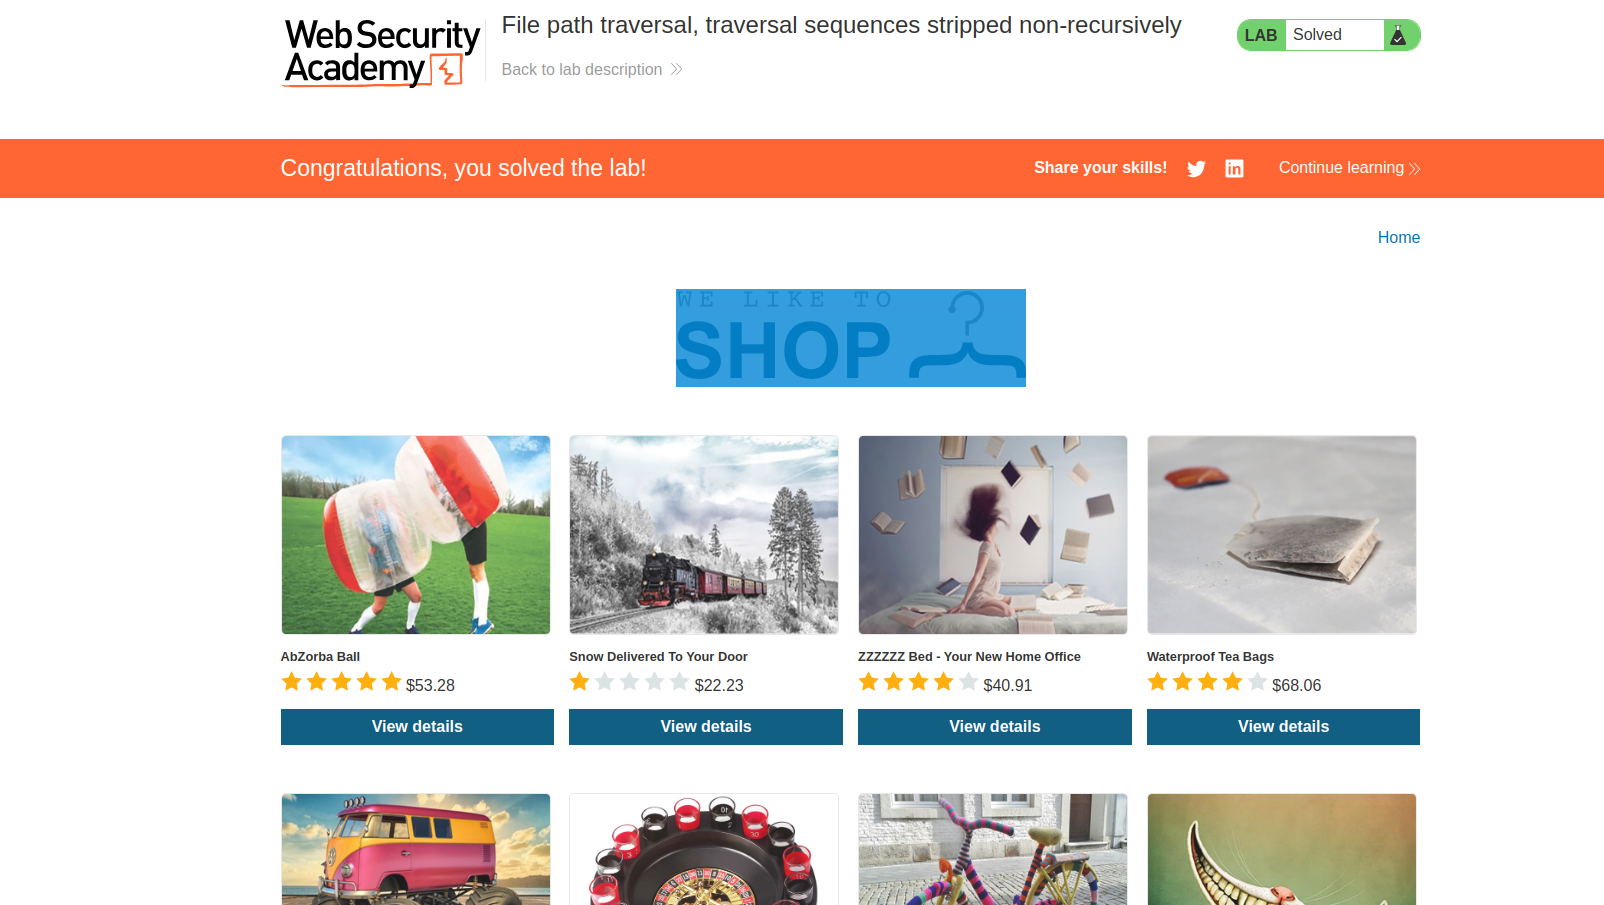 Web Security
Academy
File path traversal, traversal sequences stripped non-recursively
Back to lab description
LAB Solved
Congratulations, you solved the lab!
Share your skills!
Continue learning
Home
WE LIKE TO
SHOP
AbZorba Ball
$53.28
View details
Snow Delivered To Your Door
$22.23
View details
ZZZZZZ Bed - Your New Home Office
$40.91
View details
Waterproof Tea Bags
$68.06
View details